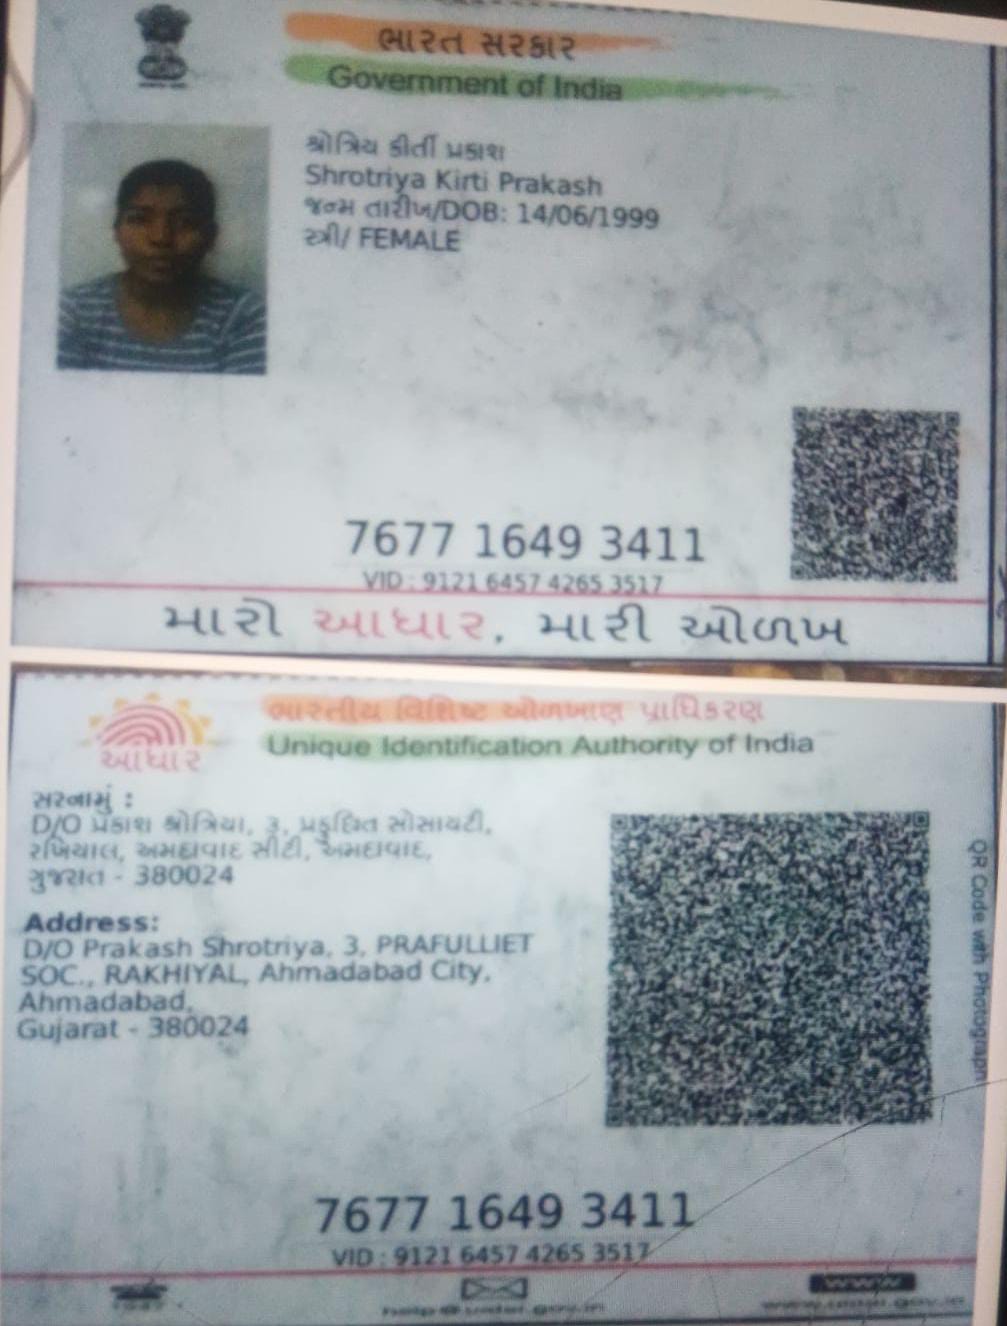 ભારત સરકાર
Government of India
શ્રોત્રિય કીર્તી પ્રકાશ
Shrotriya Kirti Prakash
જન્મ તારીખ/DOB: 14/06/1999
સ્ત્રી/ FEMALE
7677 1649 3411
VID : 9121 6457 4265 3517
મારો આધાર, મારી ઓળખ
ભારતીય વિશિષ્ટ ઓળખાણ પ્રાધિકરણ
Unique Identification Authority of India
આધાર
સરનામું :
D/O પ્રકાશ શ્રોત્રિયા, ૩, સોસાયટી,
રખિયાલ, અમદાવાદ સીટી, અમદાવાદ,
ગુજરાત - 380024
Address:
D/O Prakash Shrotriya, 3, PRAFULLIET
SOC., RAKHIYAL, Ahmadabad City,
Ahmadabad,
Gujarat - 380024
QR Code with Photograph
7677 1649 3411
VID : 9121 6457 4265 3517
www